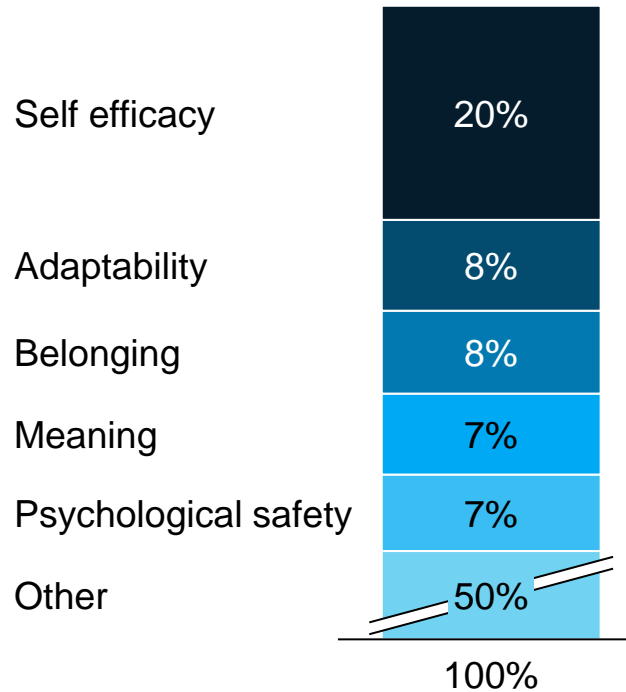 Self efficacy 20%
Adaptability 8%
Belonging 8%
Meaning 7%
Psychological safety 7%
Other 50%
100%